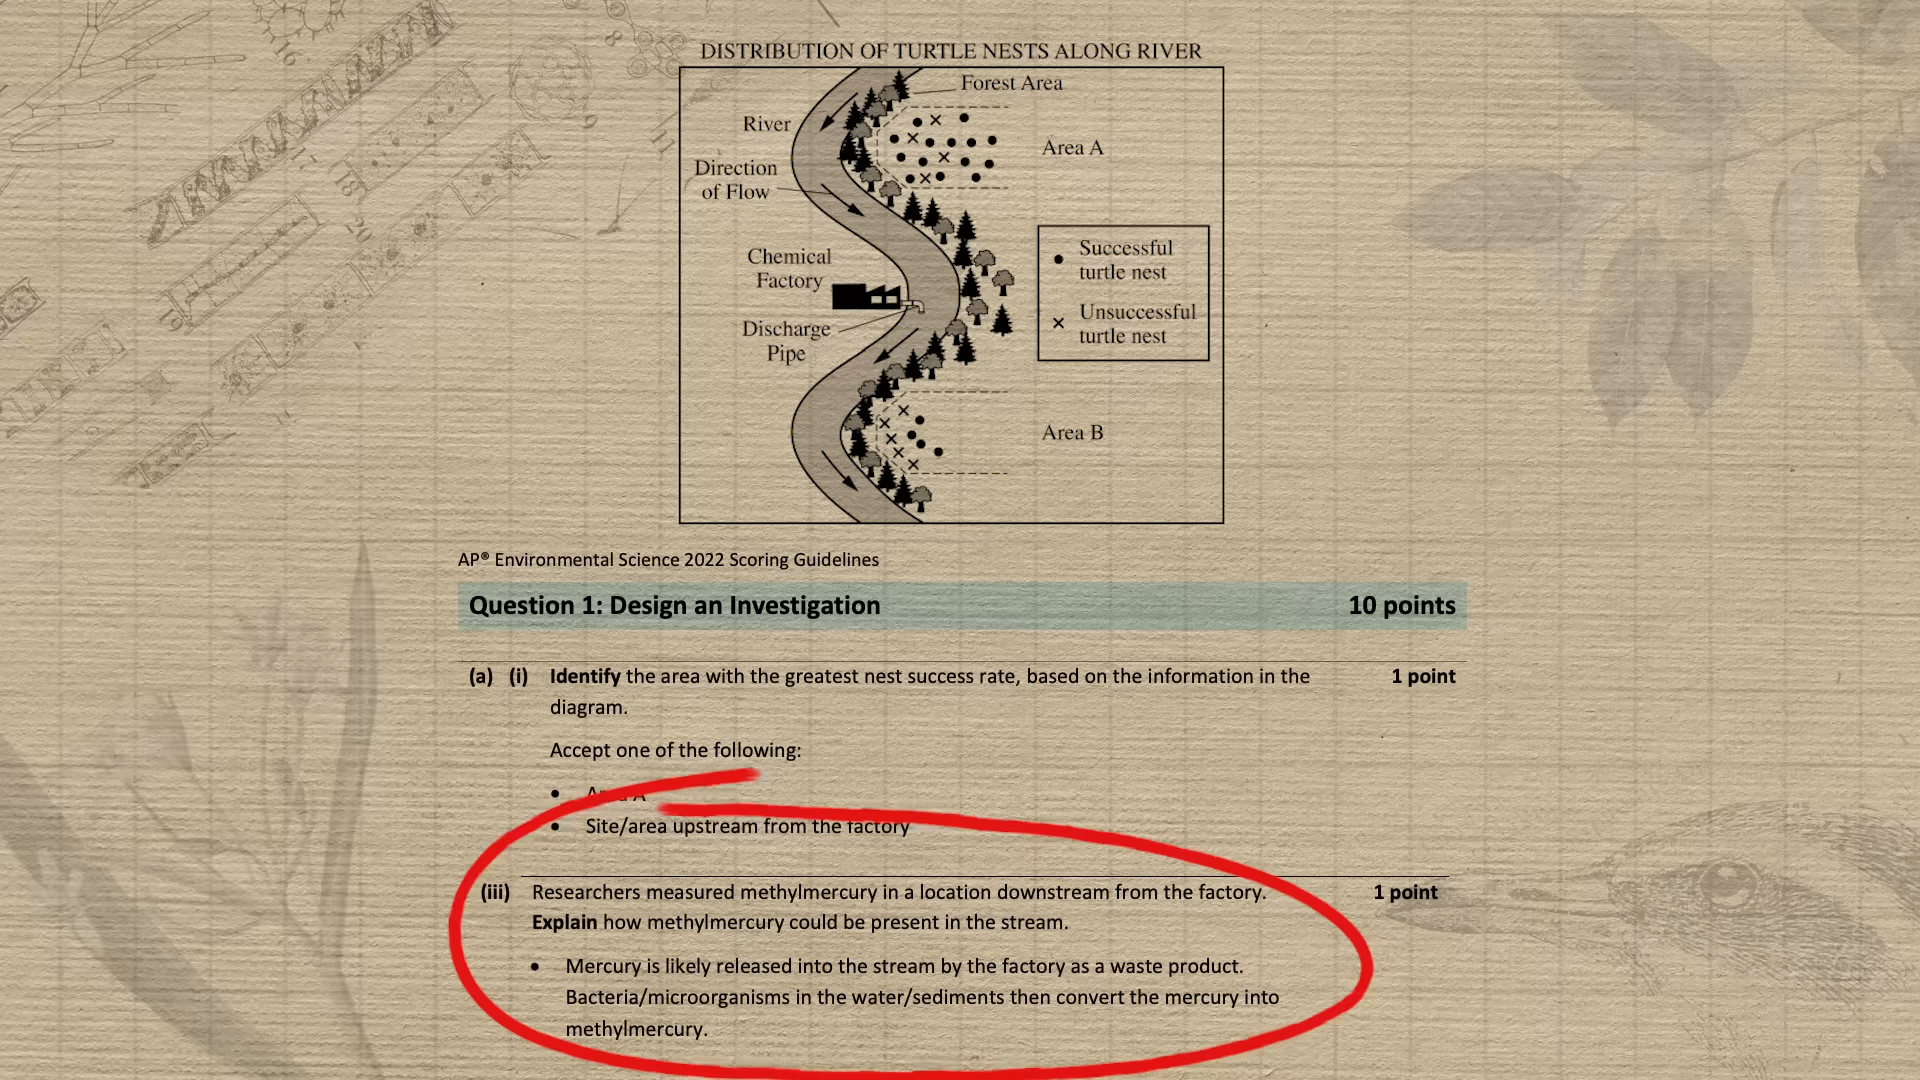 DISTRIBUTION OF TURTLE NESTS ALONG RIVER
Forest Area
River
Area A
Direction
of Flow
Successful
turtle nest
Chemical
Factory
Unsuccessful
turtle nest
Discharge
Pipe
Area B
AP® Environmental Science 2022 Scoring Guidelines
Question 1: Design an Investigation 10 points
(a) (i) Identify the area with the greatest nest success rate, based on the information in the 1 point
diagram.
Accept one of the following:
• Area A
• Site/area upstream from the factory
(iii) Researchers measured methylmercury in a location downstream from the factory. 1 point
Explain how methylmercury could be present in the stream.
• Mercury is likely released into the stream by the factory as a waste product.
Bacteria/microorganisms in the water/sediments then convert the mercury into
methylmercury.